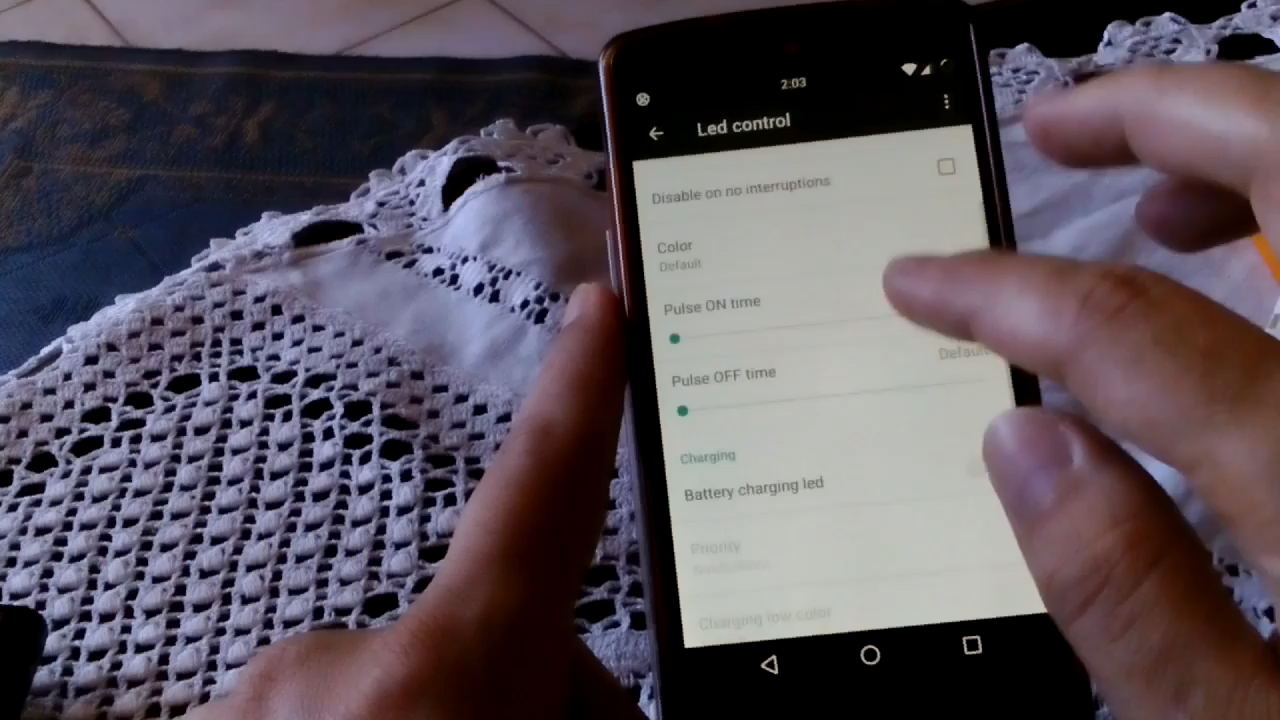 2:03
Led control
Disable on no interruptions
Color
Default
Pulse ON time
Default
Pulse OFF time
Charging
Battery charging led
Priority
Charging low color